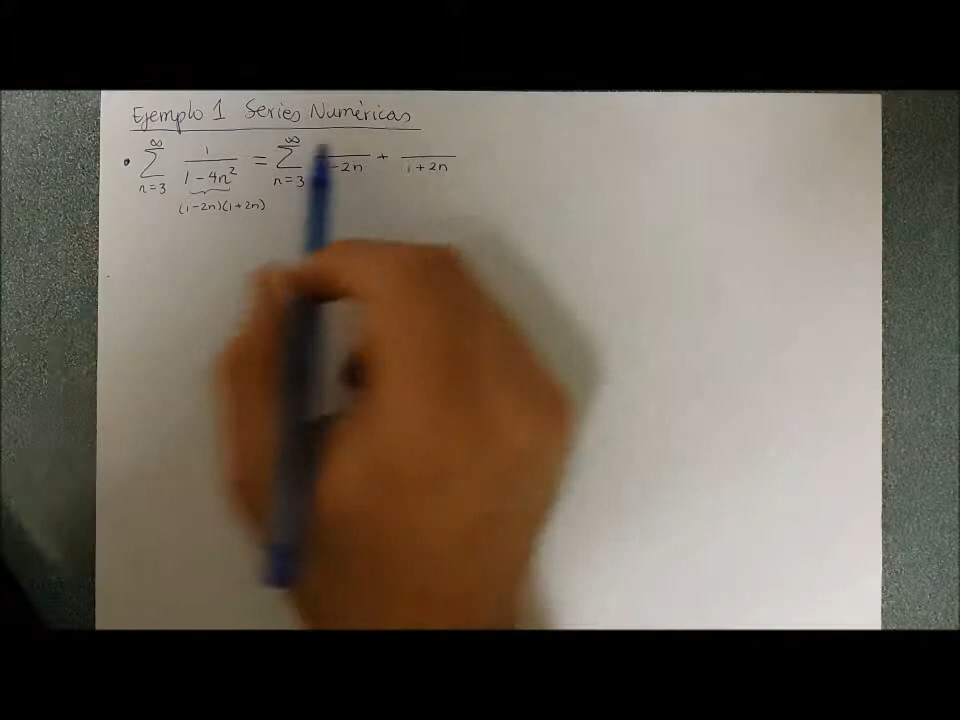 Ejemplo 1 Series Numéricas
• ∞∑n=3 1/(1-4n²) = ∞∑n=3 -2n + 1+2n
(1-2n)(1+2n)